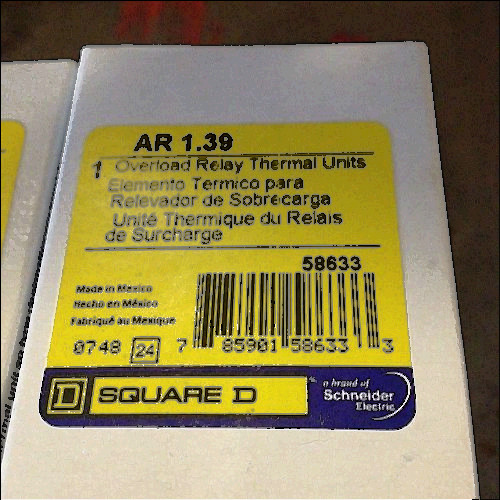 AR 1.39
1 Overload Relay Thermal Units
Elemento Termico para
Relevador de Sobrecarga
Unité Thermique du Relais
de Surcharge
58633
Made in Mexico
Hecho en México
Fabriqué au Mexique
0748 24 7 85901 58633 3
D SQUARE D
a brand of
Schneider
Electric